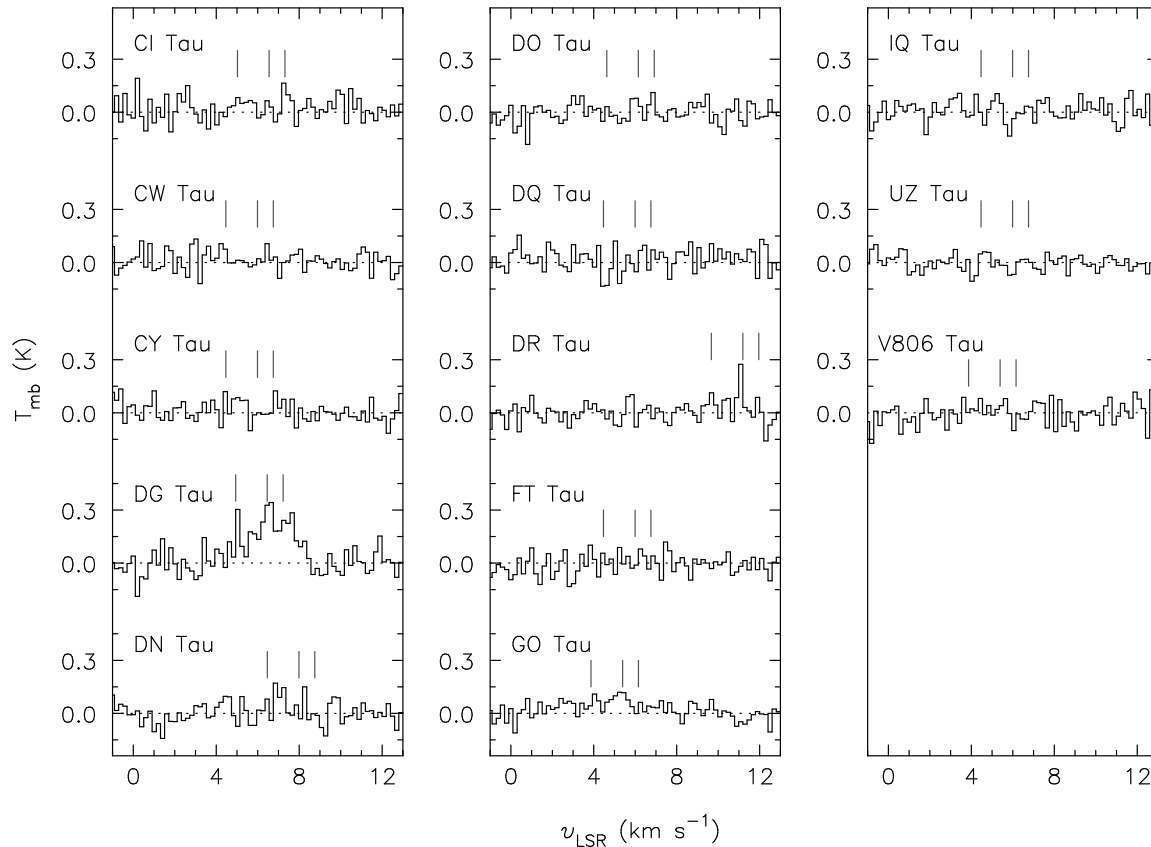 CI Tau
DO Tau
IQ Tau
0.3 0.3 0.3
0.0 0.0 0.0
CW Tau
DQ Tau
UZ Tau
0.3 0.3 0.3
0.0 0.0 0.0
CY Tau
DR Tau
V806 Tau
0.3 0.3 0.3
0.0 0.0 0.0
T_mb (K)
DG Tau
FT Tau
0.3 0.3
0.0 0.0
DN Tau
GO Tau
0.3 0.3
0.0 0.0
0 4 8 12 0 4 8 12 0 4 8 12
υ_LSR (km s⁻¹)